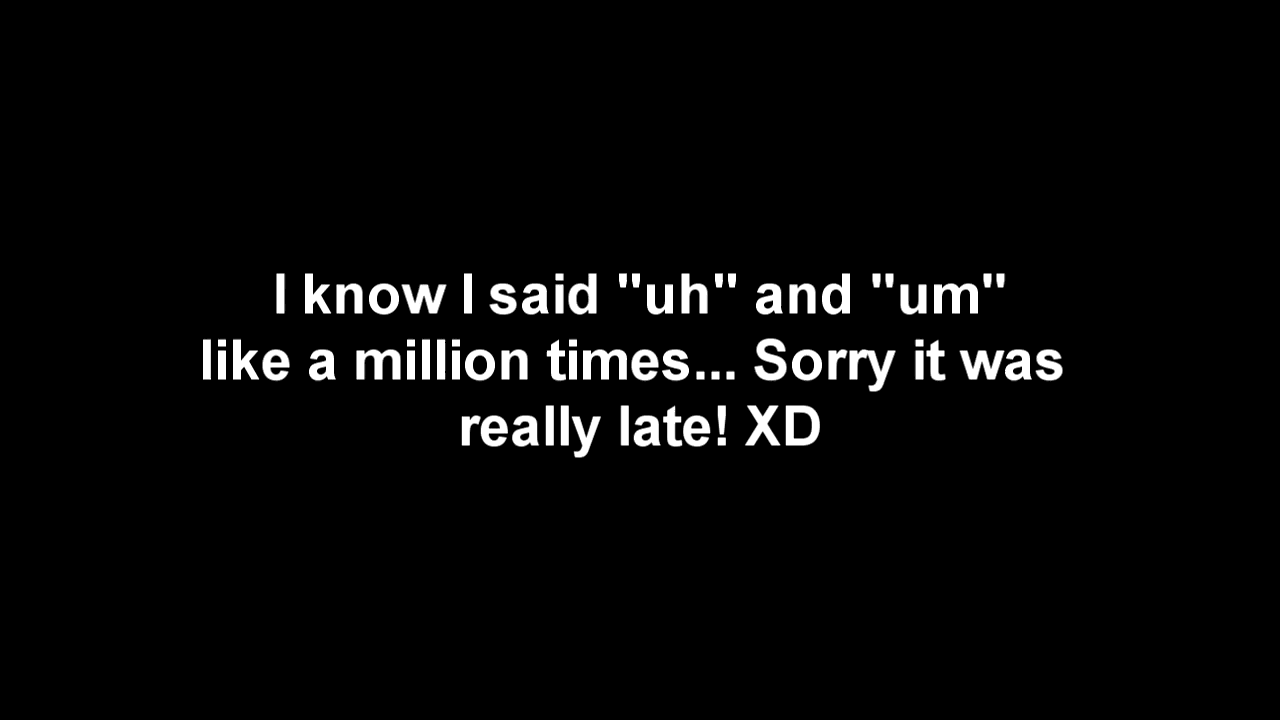 I know I said "uh" and "um"
like a million times... Sorry it was
really late! XD